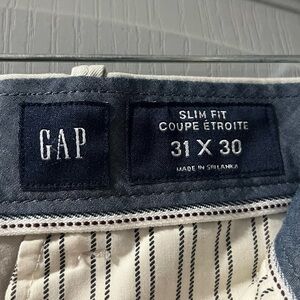 GAP
SLIM FIT
COUPE ÉTROITE
31 X 30
MADE IN SRI LANKA